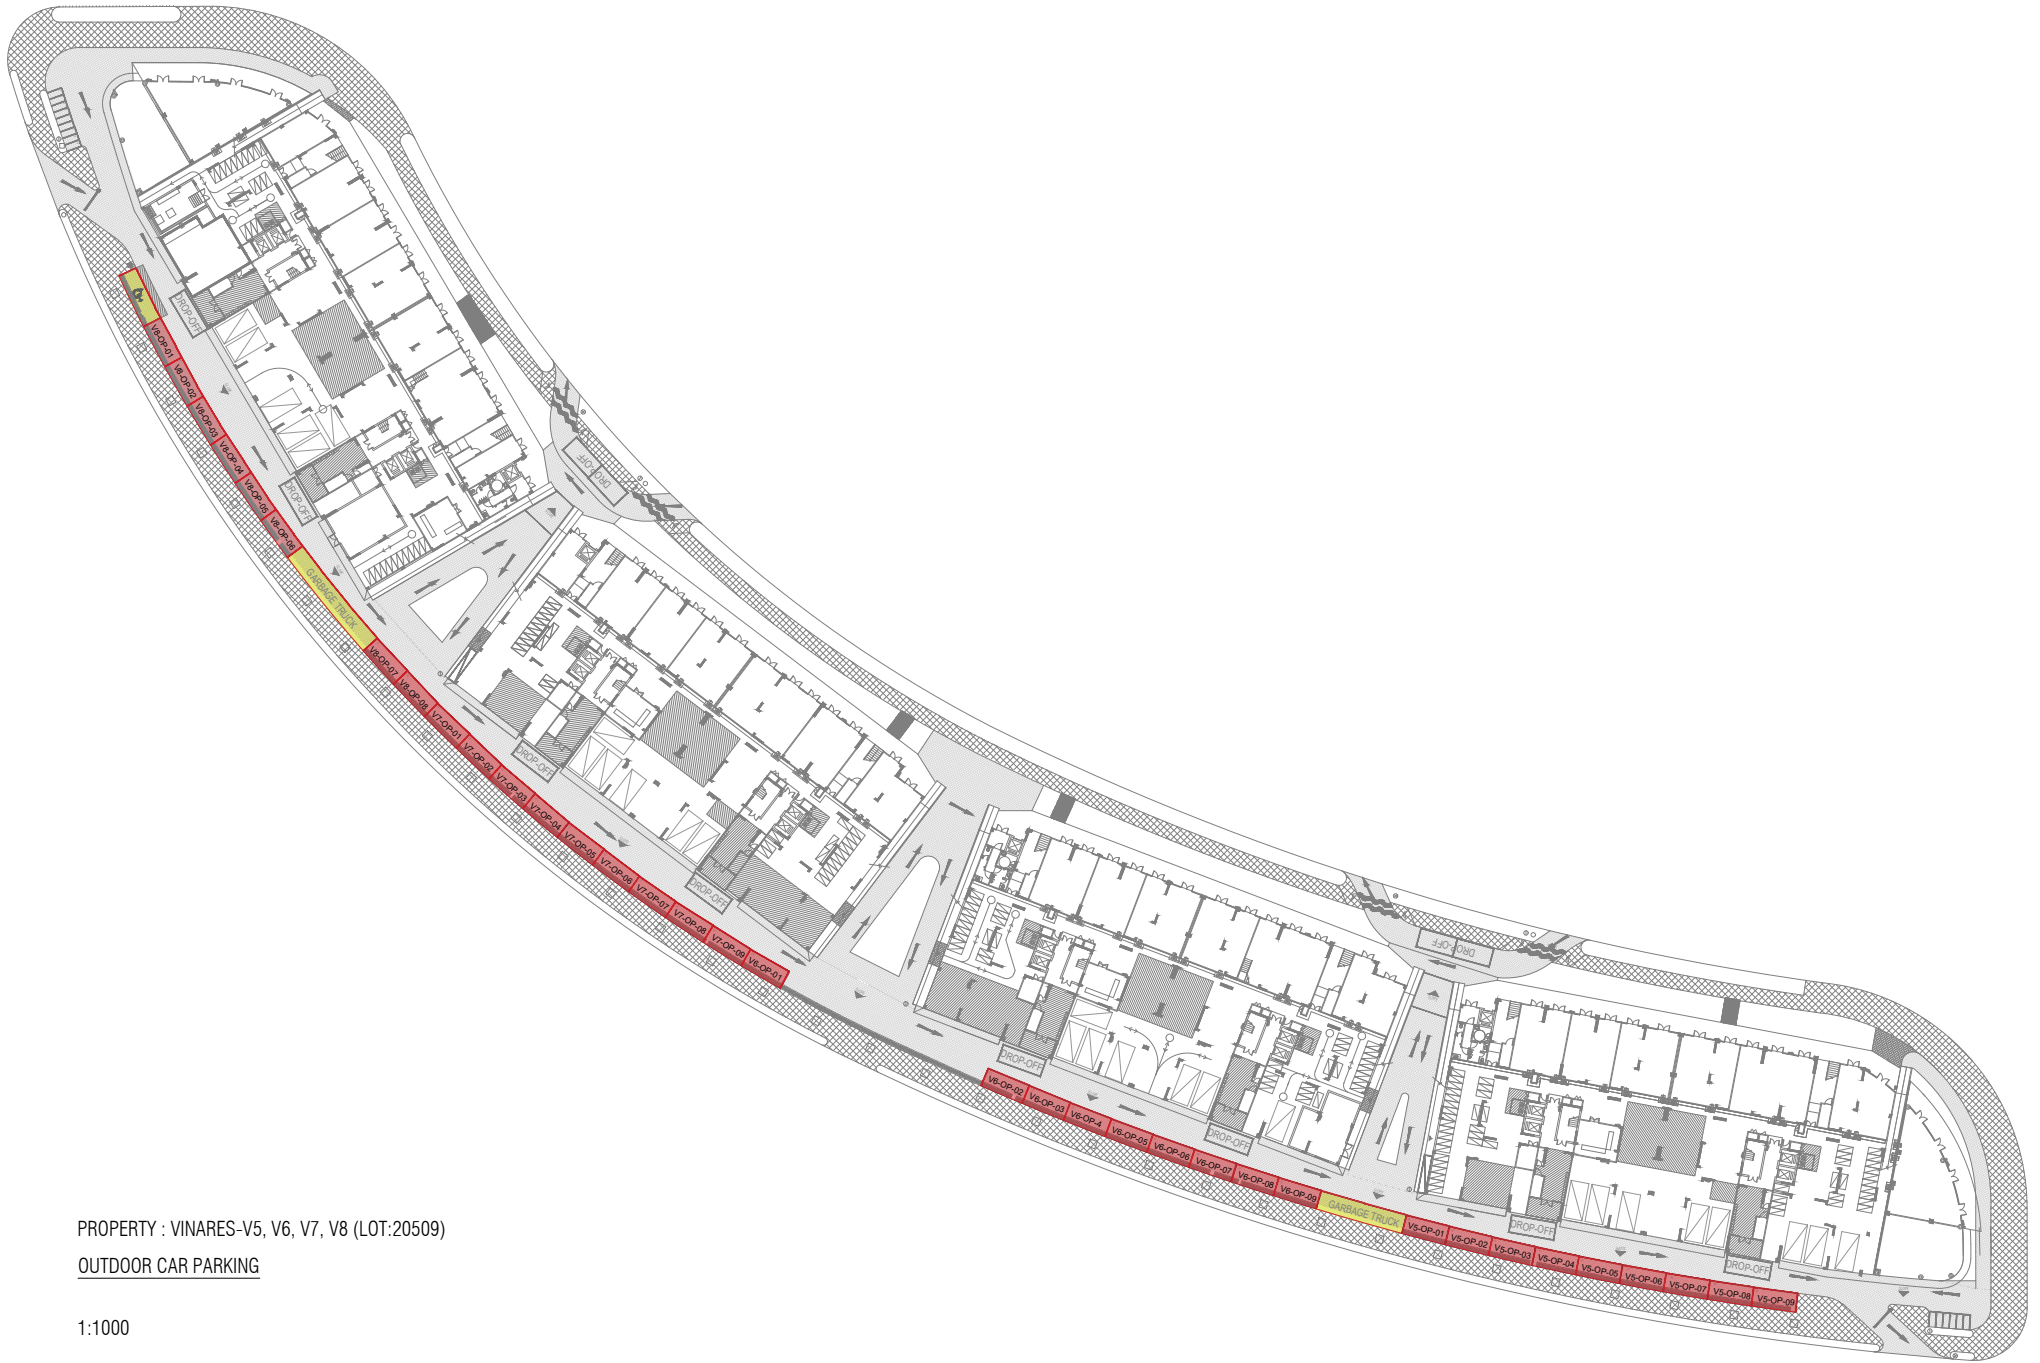 DROP-OFF
V8-OP-01
V8-OP-02
V8-OP-03
V8-OP-04
V8-OP-05
V8-OP-06
DROP-OFF
DROP-OFF
GARBAGE TRUCK
V8-OP-07
V8-OP-08
V7-OP-01
V7-OP-02
V7-OP-03
V7-OP-04
V7-OP-05
V7-OP-06
V7-OP-07
V7-OP-08
V7-OP-09
V6-OP-01
DROP-OFF
DROP-OFF
DROP-OFF
DROP-OFF
DROP-OFF
V6-OP-02
V6-OP-03
V6-OP-4
V6-OP-05
V6-OP-06
V6-OP-07
V6-OP-08
V6-OP-09
DROP-OFF
GARBAGE TRUCK
V5-OP-01
V5-OP-02
V5-OP-03
V5-OP-04
V5-OP-05
V5-OP-06
V5-OP-07
V5-OP-08
V5-OP-09
DROP-OFF
DROP-OFF
PROPERTY : VINARES-V5, V6, V7, V8 (LOT:20509)
OUTDOOR CAR PARKING
1:1000